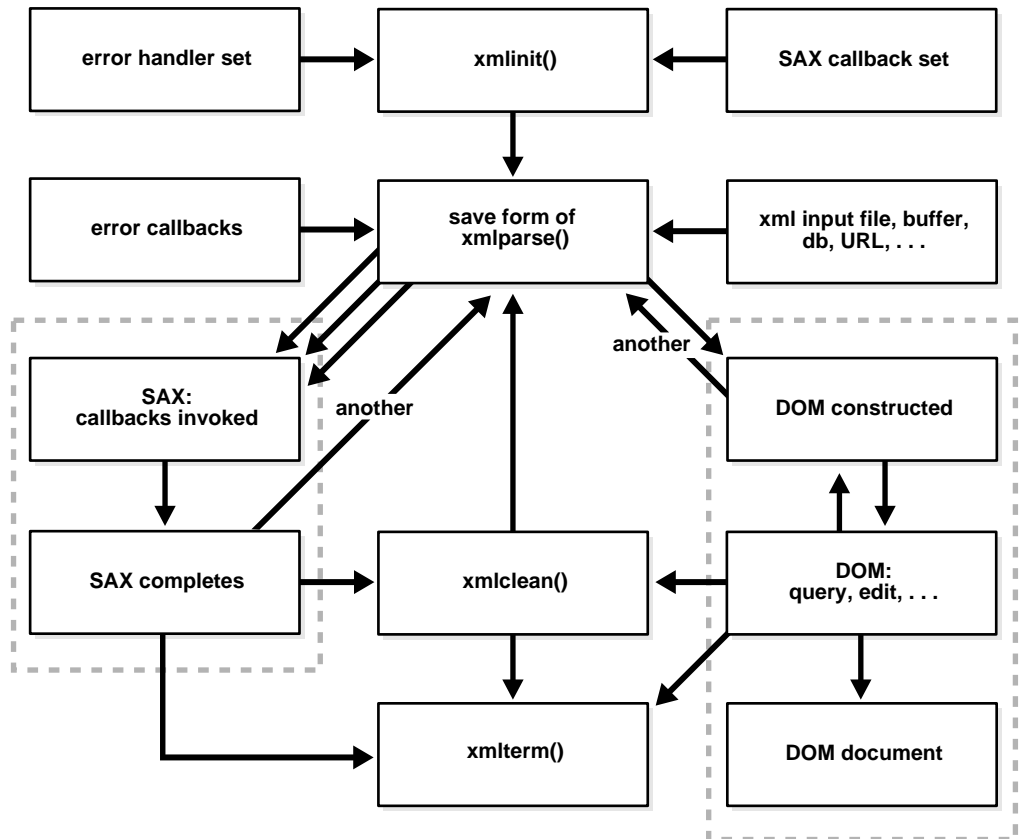 error handler set
xmlinit()
SAX callback set
error callbacks
save form of
xmlparse()
xml input file, buffer,
db, URL, . . .
another
SAX:
callbacks invoked
another
DOM constructed
SAX completes
xmlclean()
DOM:
query, edit, . . .
xmlterm()
DOM document